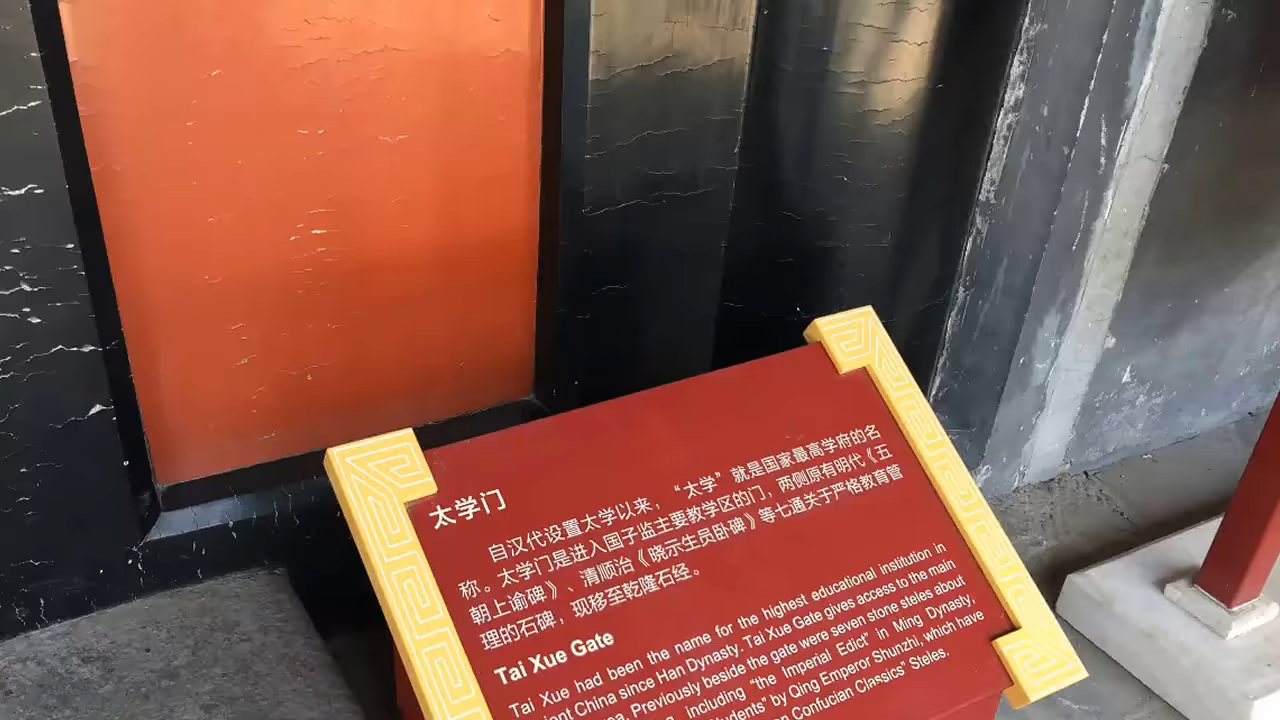 太学门
自汉代设置太学以来，“太学”就是国家最高学府的名
称。太学门是进入国子监主要教学区的门，两侧原有明代《五
朝上谕碑》、清顺治《晓示生员卧碑》等七通关于严格教育管
理的石碑，现移至乾隆石经。
Tai Xue Gate
Tai Xue had been the name for the highest educational institution in
China since Han Dynasty. Tai Xue Gate gives access to the main
Previously beside the gate were seven stone steles about
including “the Imperial Edict” in Ming Dynasty,
by Qing Emperor Shunzhi, which have
Confucian Classics” Steles.